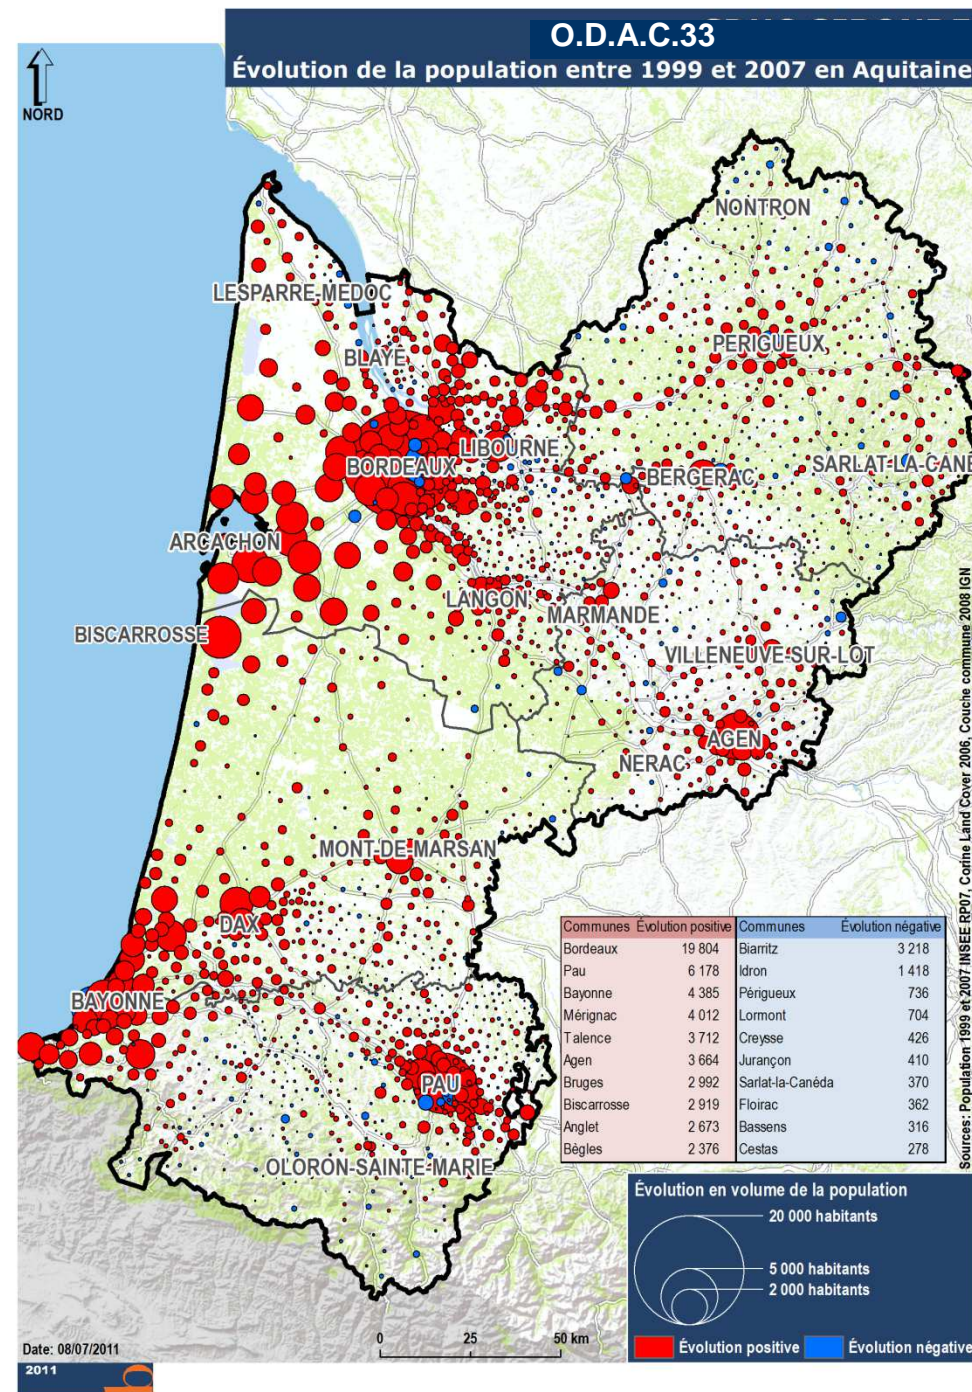 O.D.A.C.33
Évolution de la population entre 1999 et 2007 en Aquitaine
NORD
NONTRON
LESPARRE-MEDOC
BLAYE
PERIGUEUX
LIBOURNE
BORDEAUX
BERGERAC
SARLAT-LA-CANE
ARCACHON
LANGON
MARMANDE
BISCARROSSE
VILLENEUVE-SUR-LOT
AGEN
NERAC
MONT-DE-MARSAN
DAX
BAYONNE
PAU
OLORON-SAINTE-MARIE
Communes Évolution positive Communes Évolution négative
Bordeaux 19 804 Biarritz 3 218
Pau 6 178 Idron 1 418
Bayonne 4 385 Périgueux 736
Mérignac 4 012 Lormont 704
Talence 3 712 Creysse 426
Agen 3 664 Jurançon 410
Bruges 2 992 Sarlat-la-Canéda 370
Biscarrosse 2 919 Floirac 362
Anglet 2 673 Bassens 316
Bègles 2 376 Cestas 278
Sources: Population 1999 et 2007 INSEE-RP07, Corine Land Cover 2006, Couche commune 2008 IGN
Évolution en volume de la population
20 000 habitants
5 000 habitants
2 000 habitants
Évolution positive Évolution négative
0 25 50 km
Date: 08/07/2011
2011